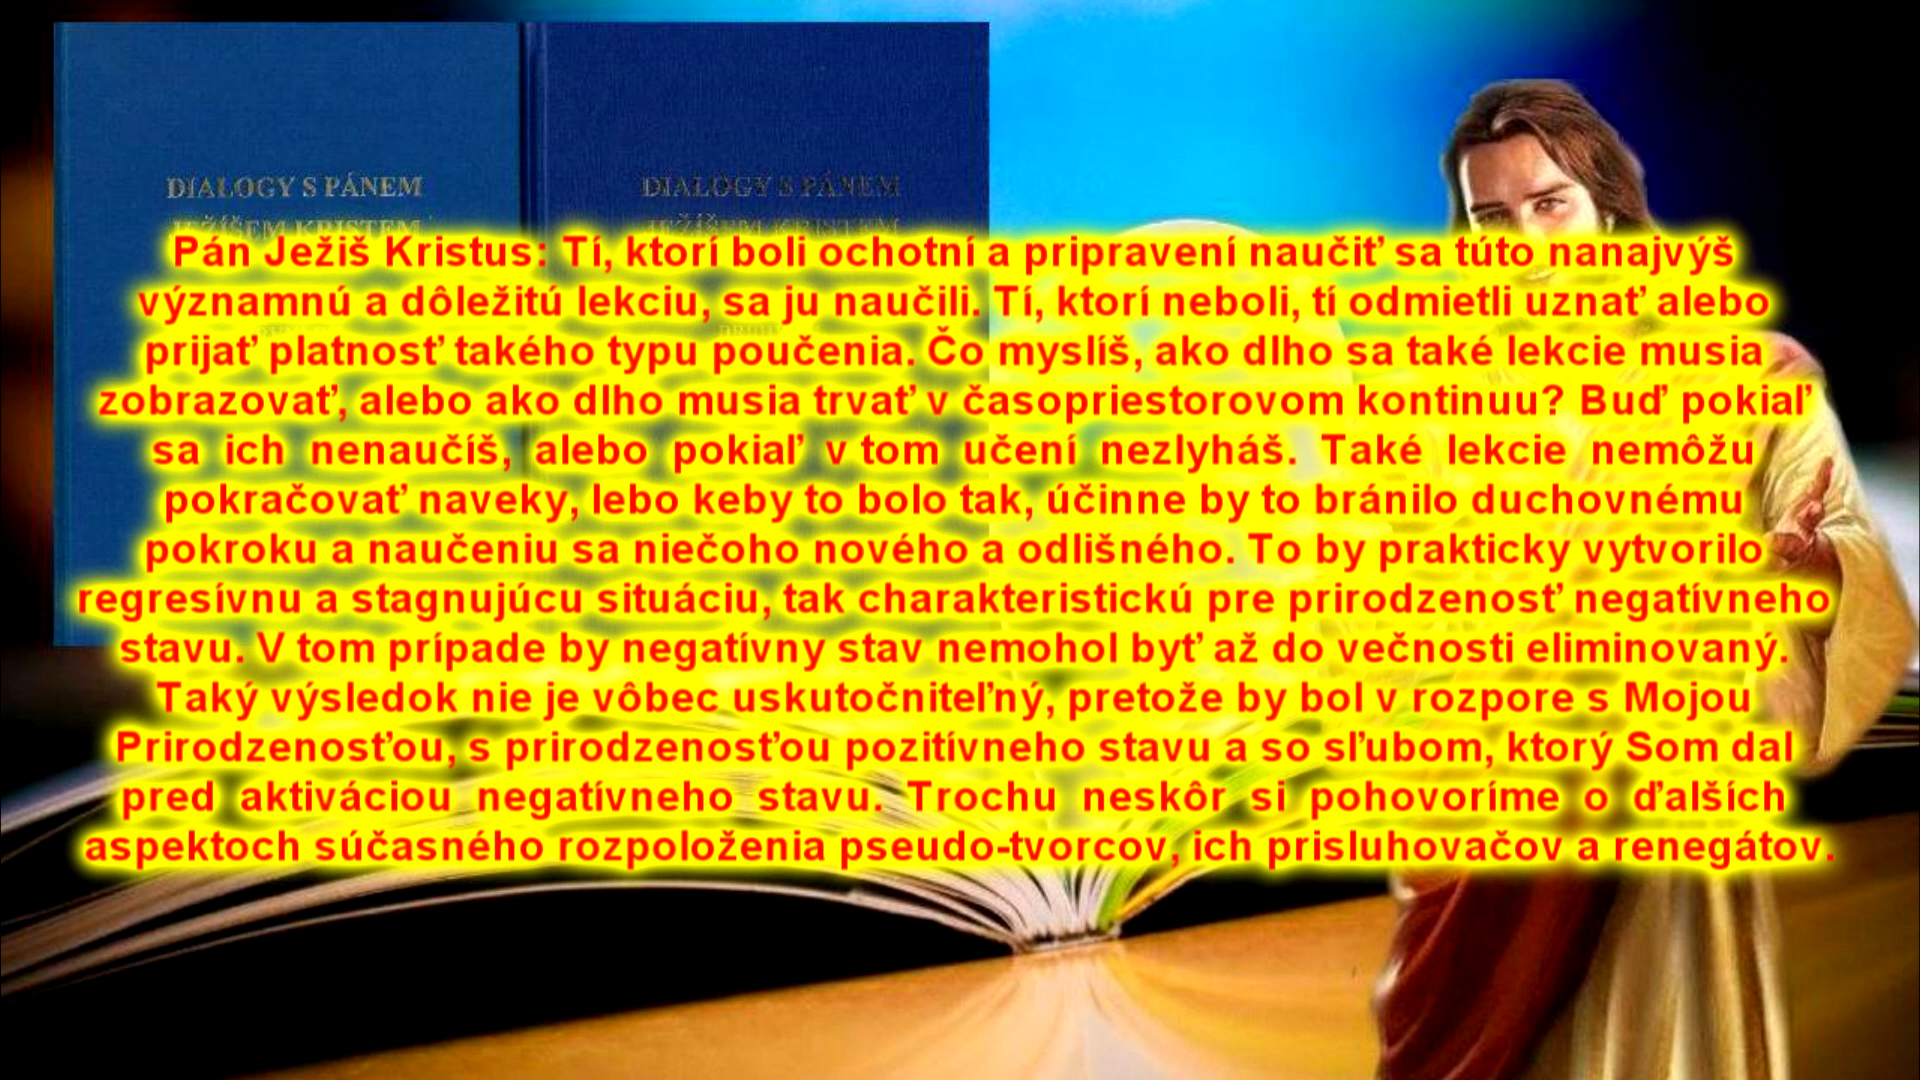 DIALOGY S PÁNEM
JEŽÍŠEM KRISTEM
DIALOGY S PÁNEM
JEŽÍŠEM KRISTEM
Pán Ježiš Kristus: Tí, ktorí boli ochotní a pripravení naučiť sa túto nanajvýš
významnú a dôležitú lekciu, sa ju naučili. Tí, ktorí neboli, tí odmietli uznať alebo
prijať platnosť takého typu poučenia. Čo myslíš, ako dlho sa také lekcie musia
zobrazovať, alebo ako dlho musia trvať v časopriestorovom kontinuu? Buď pokiaľ
sa ich nenaučíš, alebo pokiaľ v tom učení nezlyháš. Také lekcie nemôžu
pokračovať naveky, lebo keby to bolo tak, účinne by to bránilo duchovnému
pokroku a naučeniu sa niečoho nového a odlišného. To by prakticky vytvorilo
regresívnu a stagnujúcu situáciu, tak charakteristickú pre prirodzenosť negatívneho
stavu. V tom prípade by negatívny stav nemohol byť až do večnosti eliminovaný.
Taký výsledok nie je vôbec uskutočniteľný, pretože by bol v rozpore s Mojou
Prirodzenosťou, s prirodzenosťou pozitívneho stavu a so sľubom, ktorý Som dal
pred aktiváciou negatívneho stavu. Trochu neskôr si pohovoríme o ďalších
aspektoch súčasného rozpoloženia pseudo-tvorcov, ich prisluhovačov a renegátov.